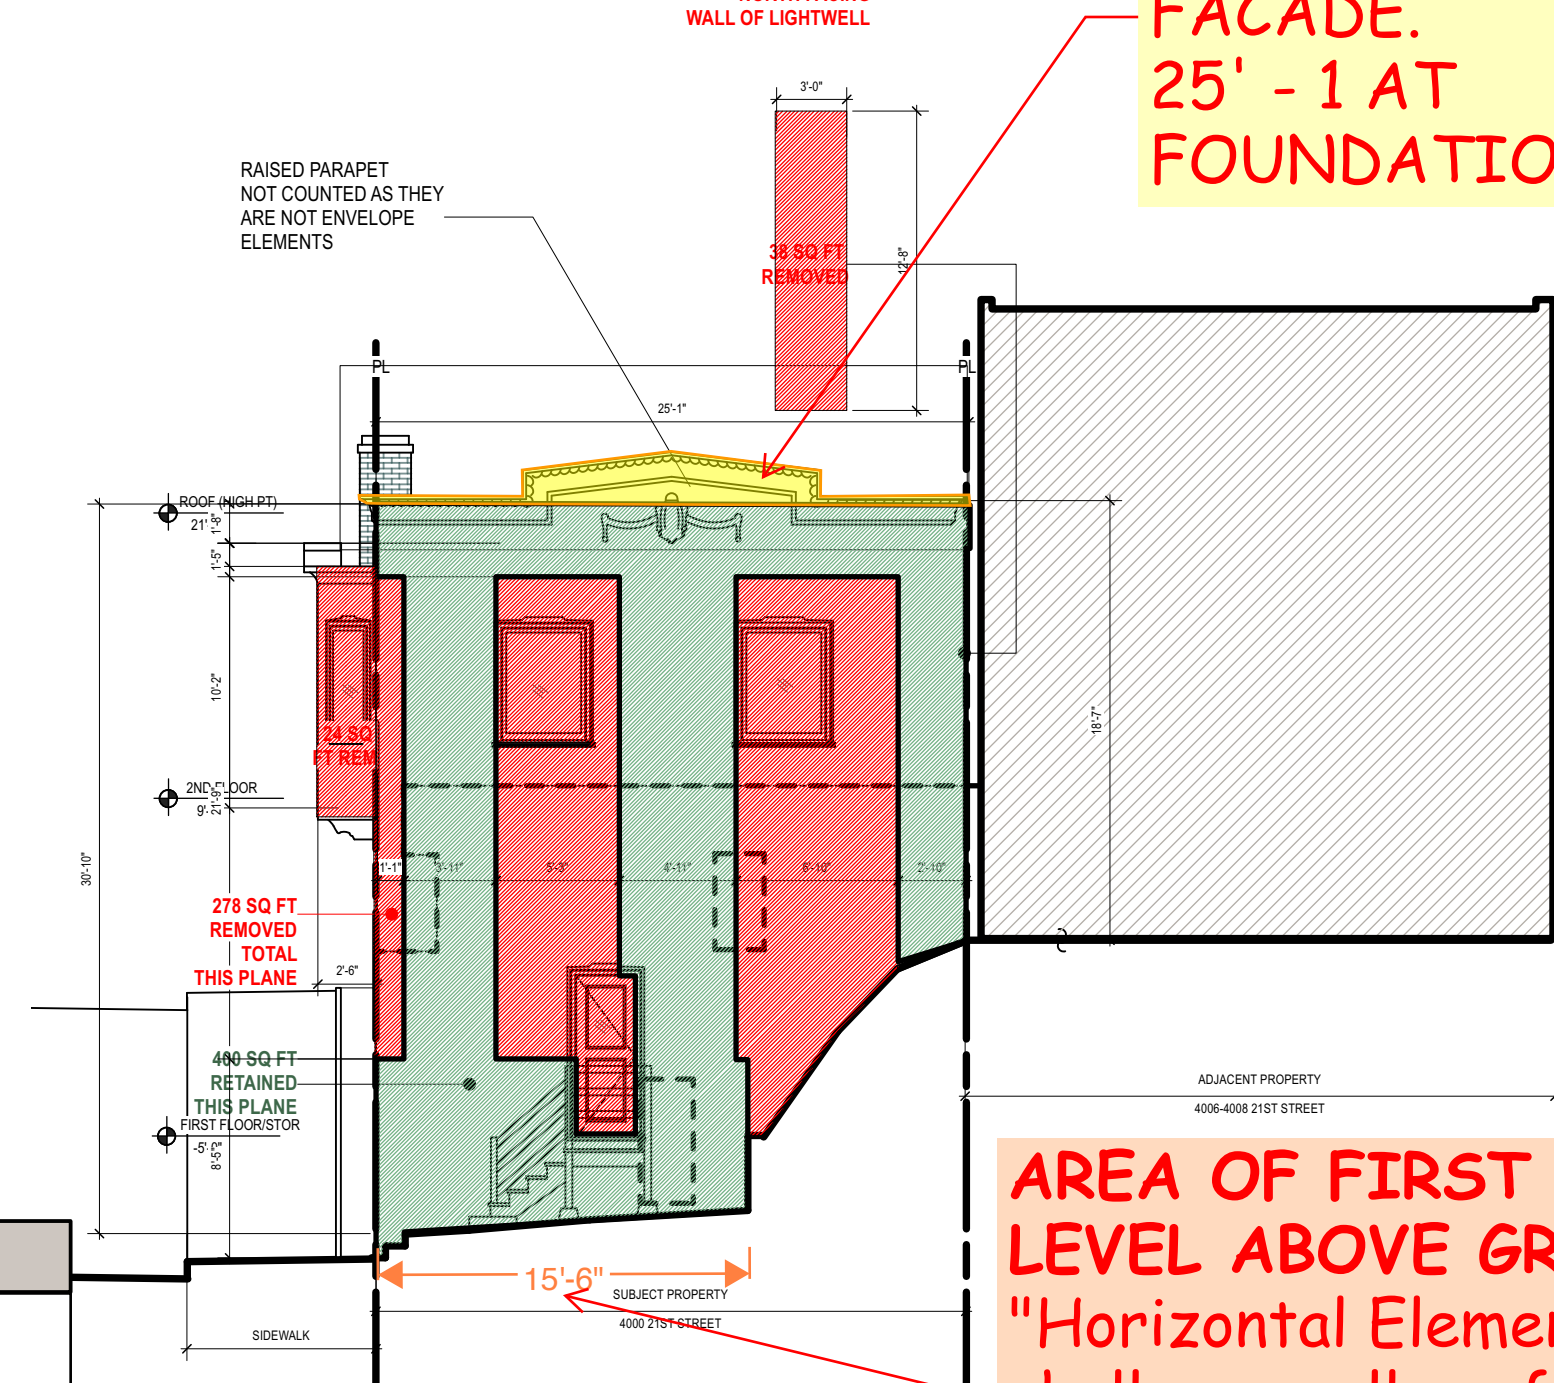 WALL OF LIGHTWELL
FACADE.
25' - 1 AT
3'-0"
RAISED PARAPET
NOT COUNTED AS THEY
ARE NOT ENVELOPE
ELEMENTS
38 SQ FT
REMOVED
12'-8"
PL
PL
25'-1"
ROOF (HIGH PT)
21'
1'-8"
1'-5"
10'-2"
18'-7"
24 SQ
FT REM
2ND FLOOR
9'-
21'-9"
30'-10"
1'-1"
3'-11"
5'-3"
4'-11"
6'-10"
2'-10"
278 SQ FT
REMOVED
TOTAL
THIS PLANE
2'-6"
400 SQ FT
RETAINED
THIS PLANE
FIRST FLOOR/STOR
-5'-
8'-5"
ADJACENT PROPERTY
4006-4008 21ST STREET
AREA OF FIRST
LEVEL ABOVE
"Horizontal
15'-6"
SUBJECT PROPERTY
4000 21ST STREET
SIDEWALK